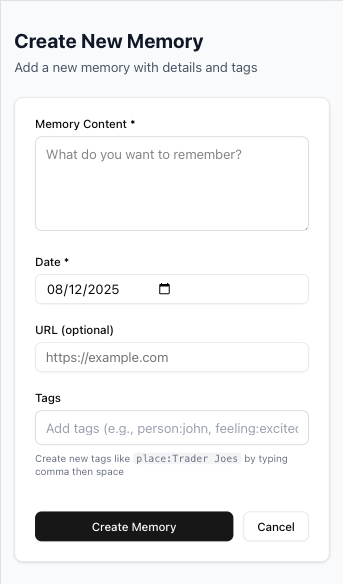 Create New Memory
Add a new memory with details and tags
Memory Content *
What do you want to remember?
Date *
08/12/2025
URL (optional)
https://example.com
Tags
Add tags (e.g., person:john, feeling:excited
Create new tags like place:Trader Joes by typing
comma then space
Create Memory
Cancel